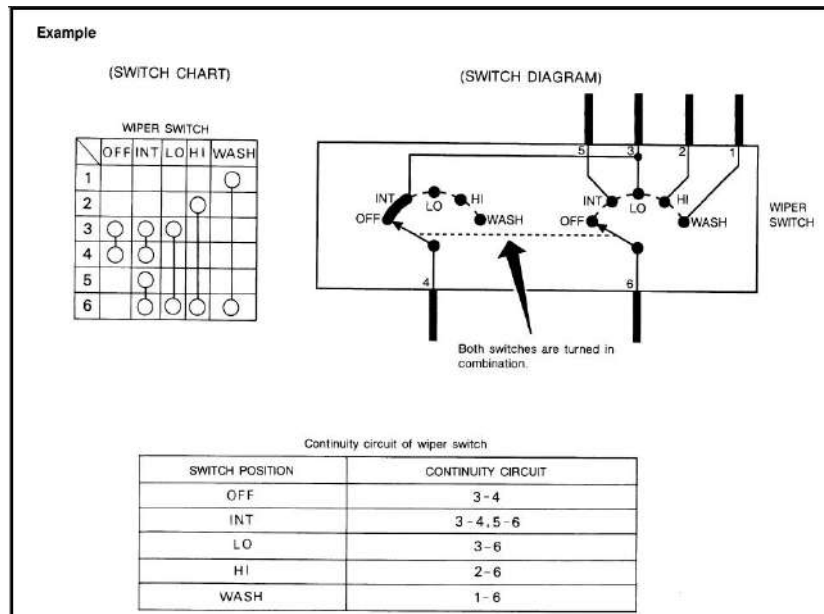 Example
(SWITCH CHART)
WIPER SWITCH
OFF INT LO HI WASH
1
2
3
4
5
6
(SWITCH DIAGRAM)
5 3 2 1
INT LO HI
OFF WASH
INT LO HI
OFF WASH
WIPER
SWITCH
4 6
Both switches are turned in
combination.
Continuity circuit of wiper switch
SWITCH POSITION CONTINUITY CIRCUIT
OFF 3-4
INT 3-4, 5-6
LO 3-6
HI 2-6
WASH 1-6